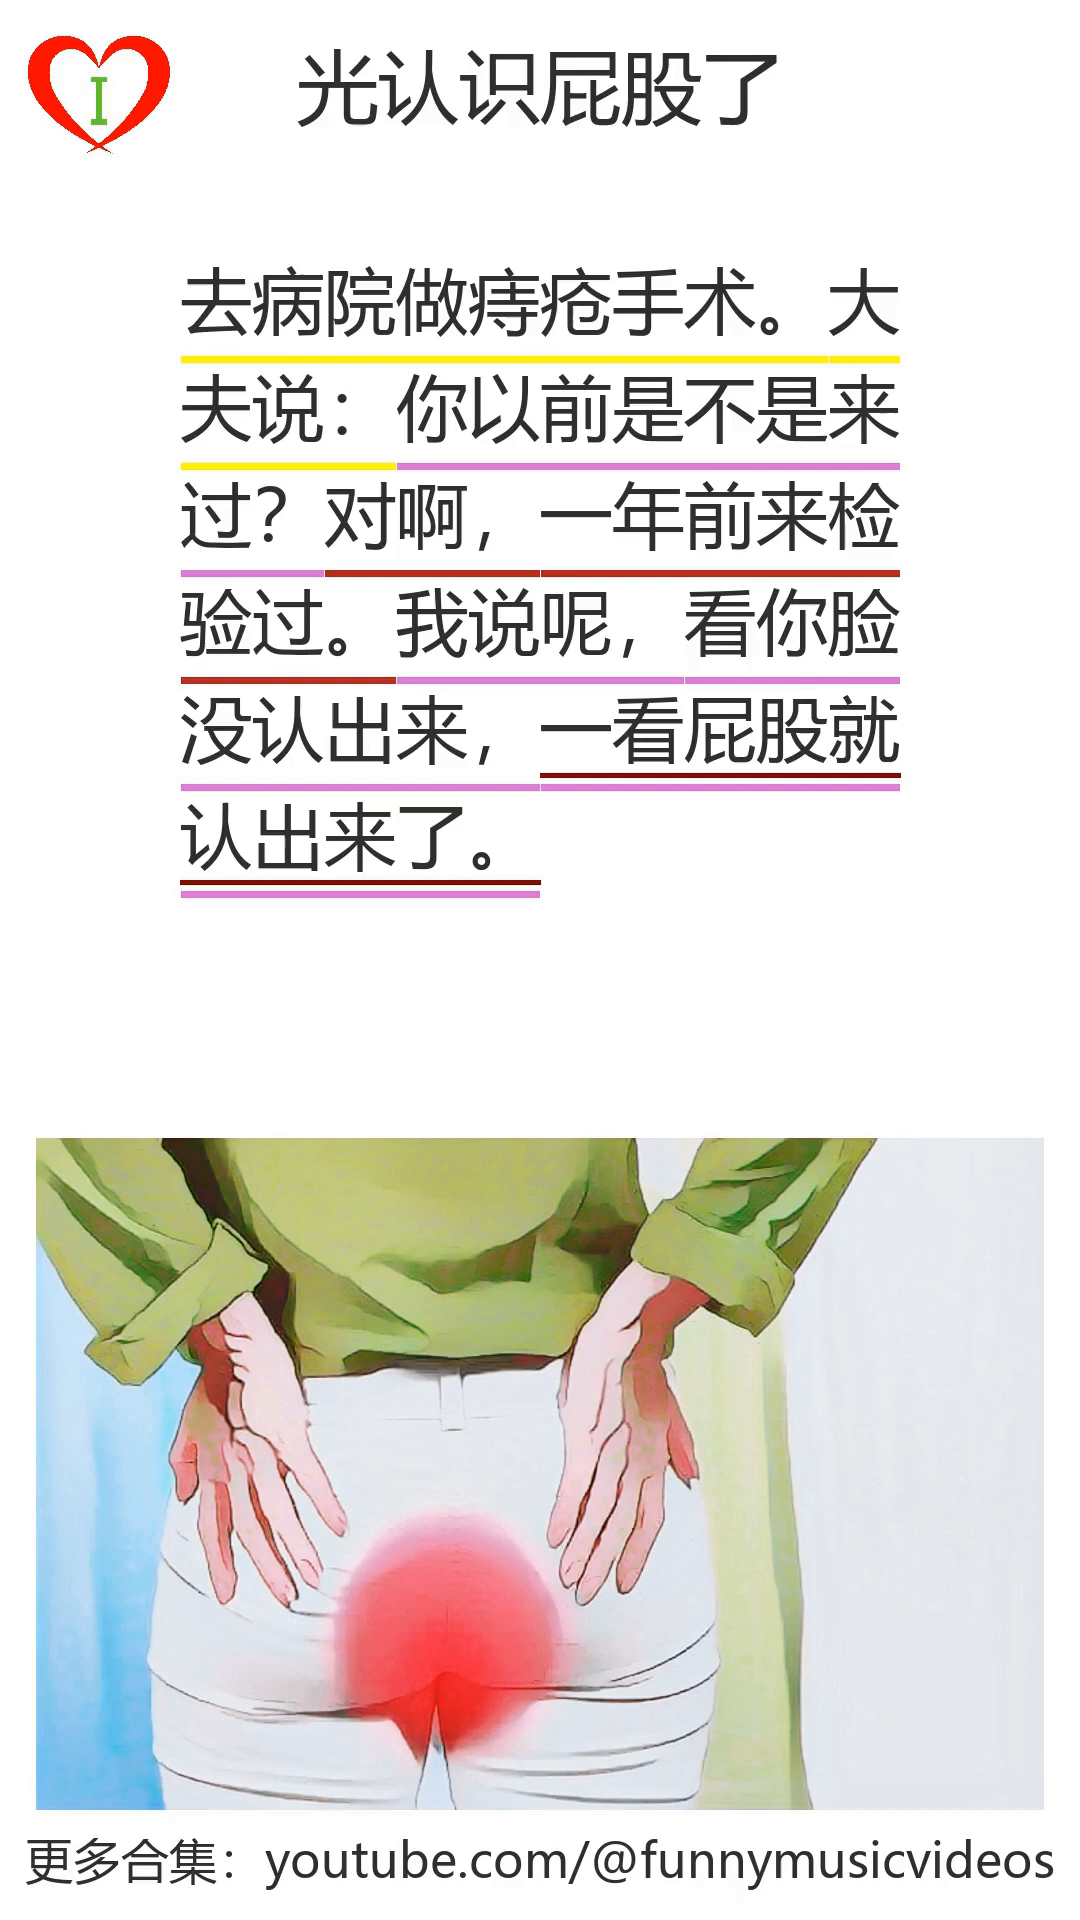 I
光认识屁股了
去病院做痔疮手术。大
夫说：你以前是不是来
过？对啊，一年前来检
验过。我说呢，看你脸
没认出来，一看屁股就
认出来了。
更多合集：youtube.com/@funnymusicvideos